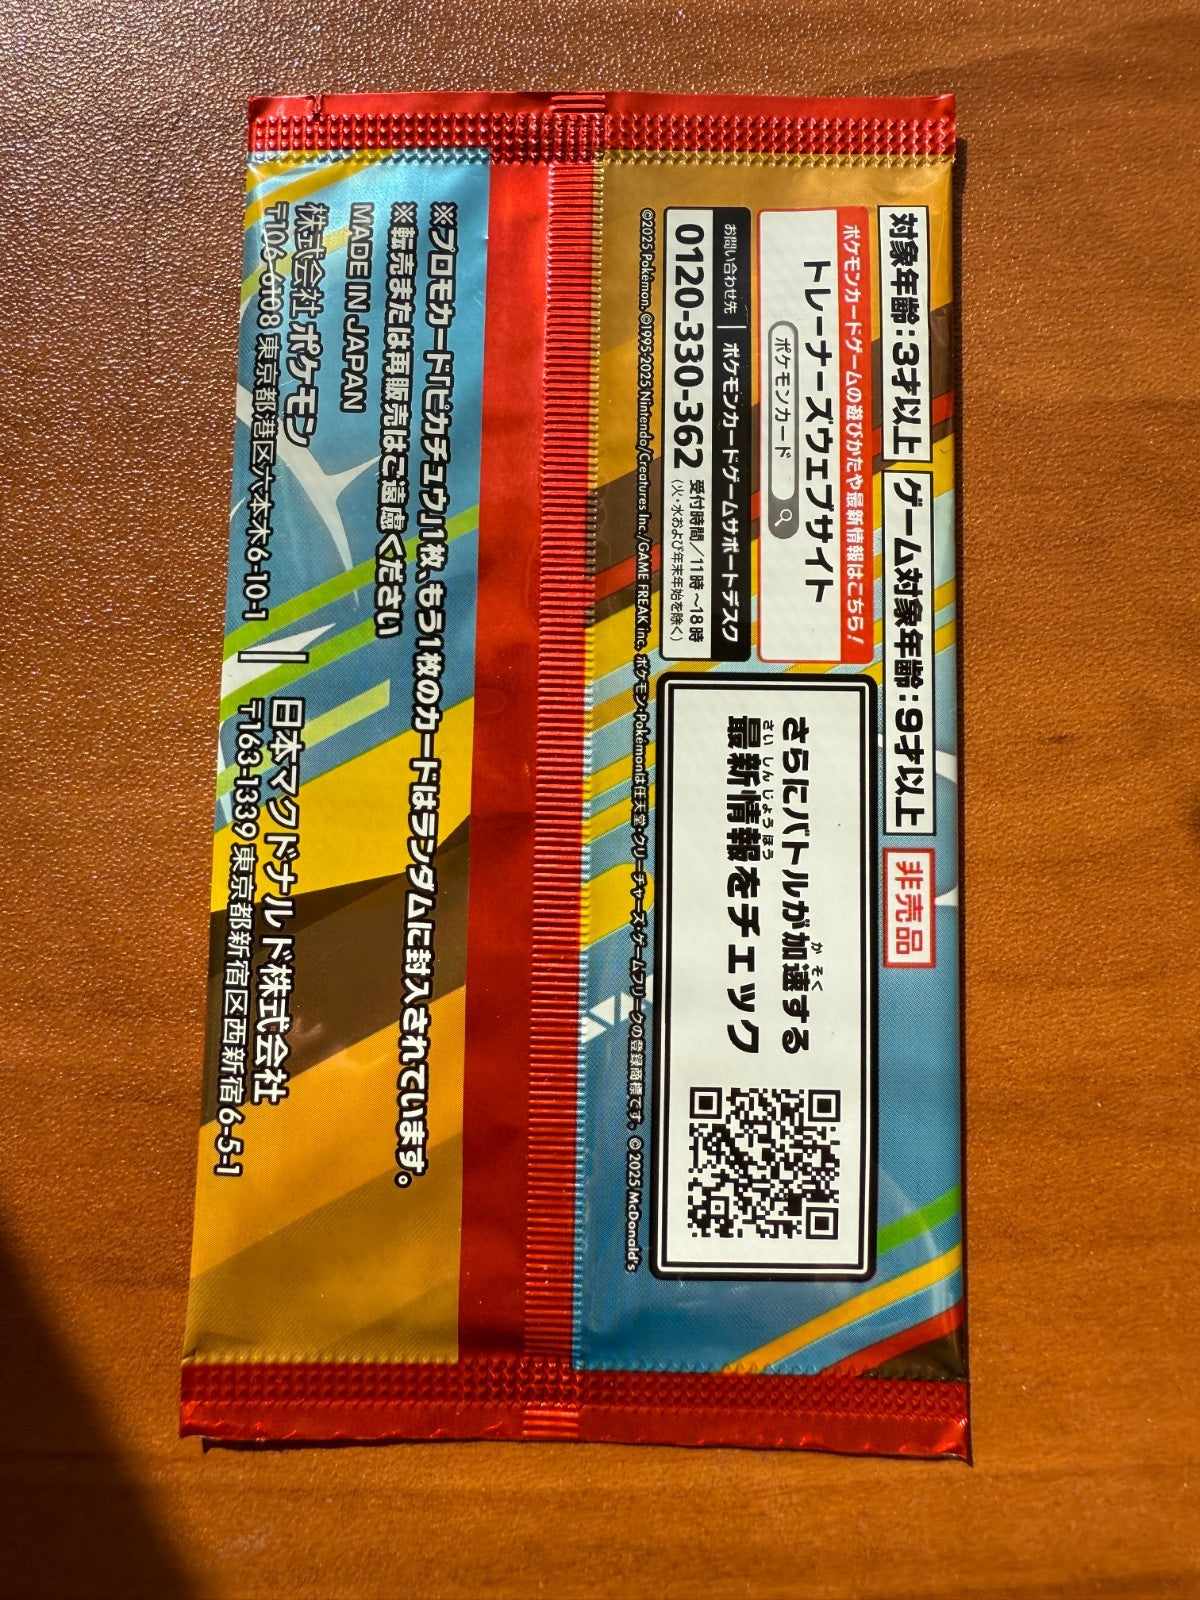 対象年齢:3才以上
ゲーム対象年齢:9才以上
非売品
ポケモンカードゲームの遊びかたや最新情報はこちら!
トレーナーズウェブサイト
ポケモンカード
お問い合わせ先
ポケモンカードゲームサポートデスク
0120-330-362 受付時間/11時~18時
(火・水および年末年始を除く)
さらにバトルが加速する
かそく
最新情報をチェック
さいしんじょうほう
©2025 Pokémon. ©1995-2025 Nintendo/Creatures Inc./GAME FREAK inc. ポケモン・Pokémonは任天堂・クリーチャーズ・ゲームフリークの登録商標です。 ©2025 McDonald's
※プロモカード「ピカチュウ」1枚、もう1枚のカードはランダムに封入されています。
※転売または再販売はご遠慮ください
MADE IN JAPAN
株式会社ポケモン
〒106-6108 東京都港区六本木6-10-1
日本マクドナルド株式会社
〒163-1339 東京都新宿区西新宿6-5-1